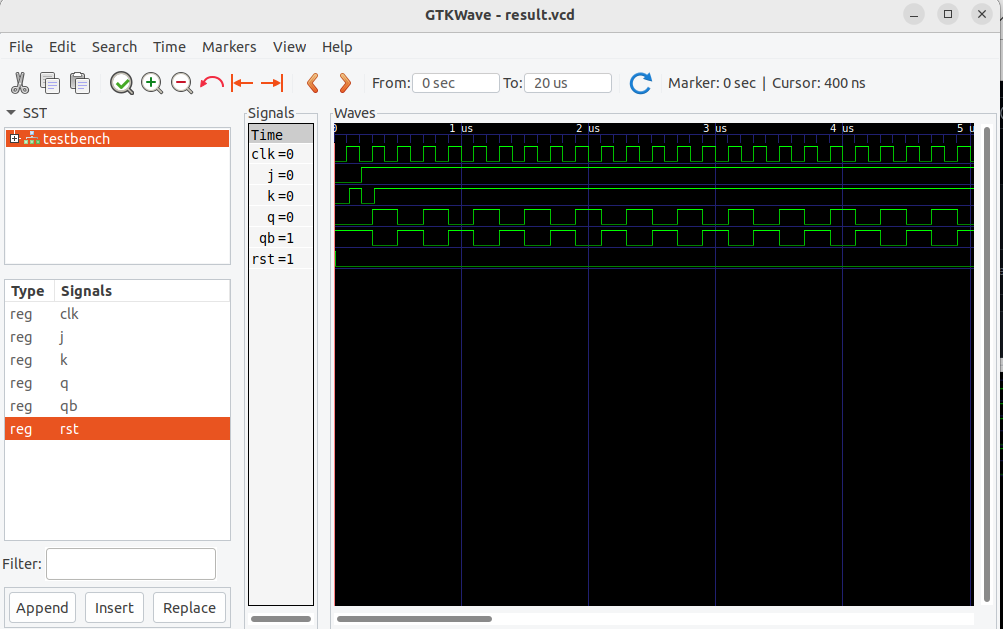 GTKWave - result.vcd
File Edit Search Time Markers View Help
From: 0 sec To: 20 us Marker: 0 sec | Cursor: 400 ns
SST
testbench
Type Signals
reg clk
reg j
reg k
reg q
reg qb
reg rst
Filter:
Append Insert Replace
Signals
Time
clk=0
j=0
k=0
q=0
qb=1
rst=1
Waves
0 1 us 2 us 3 us 4 us 5 u